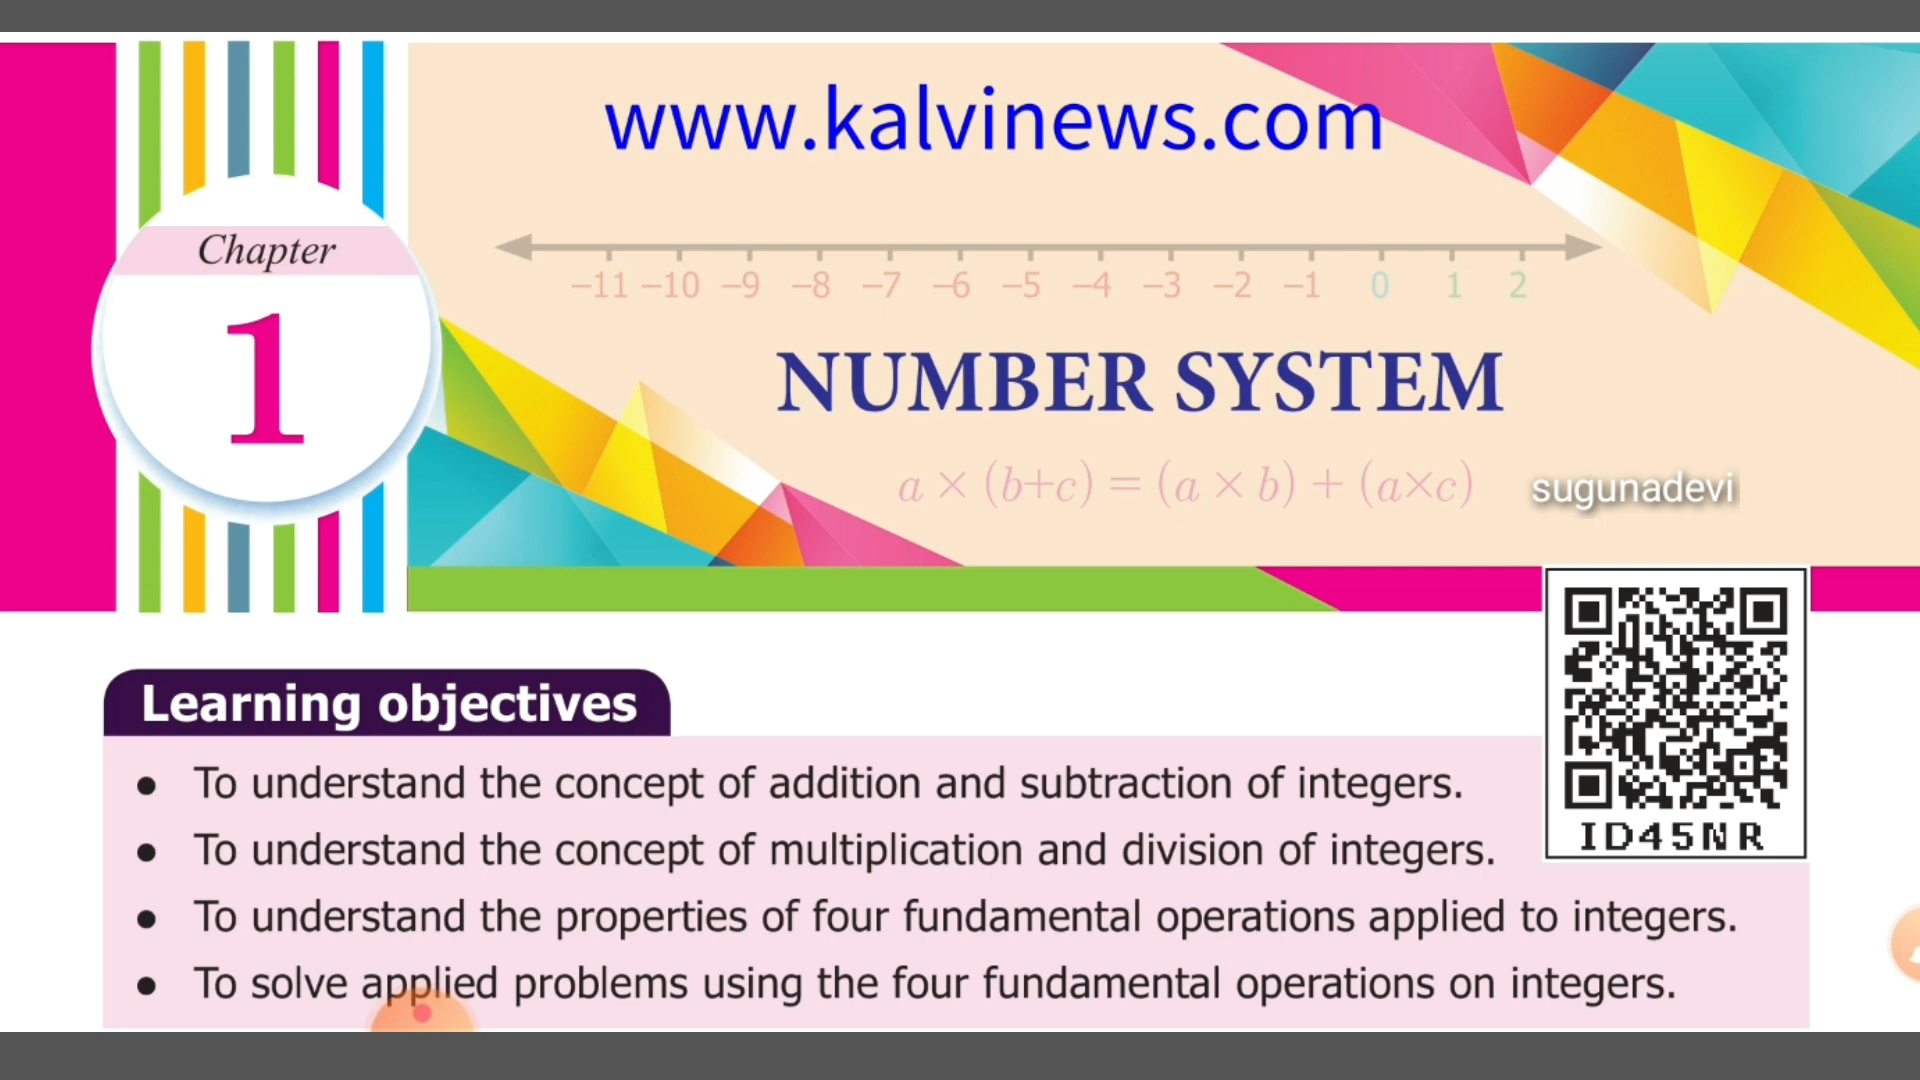 www.kalvinews.com
Chapter
1
–11 –10 –9 –8 –7 –6 –5 –4 –3 –2 –1 0 1 2
NUMBER SYSTEM
a × (b+c) = (a × b) + (a×c)
sugunadevi
ID45NR
Learning objectives
• To understand the concept of addition and subtraction of integers.
• To understand the concept of multiplication and division of integers.
• To understand the properties of four fundamental operations applied to integers.
• To solve applied problems using the four fundamental operations on integers.